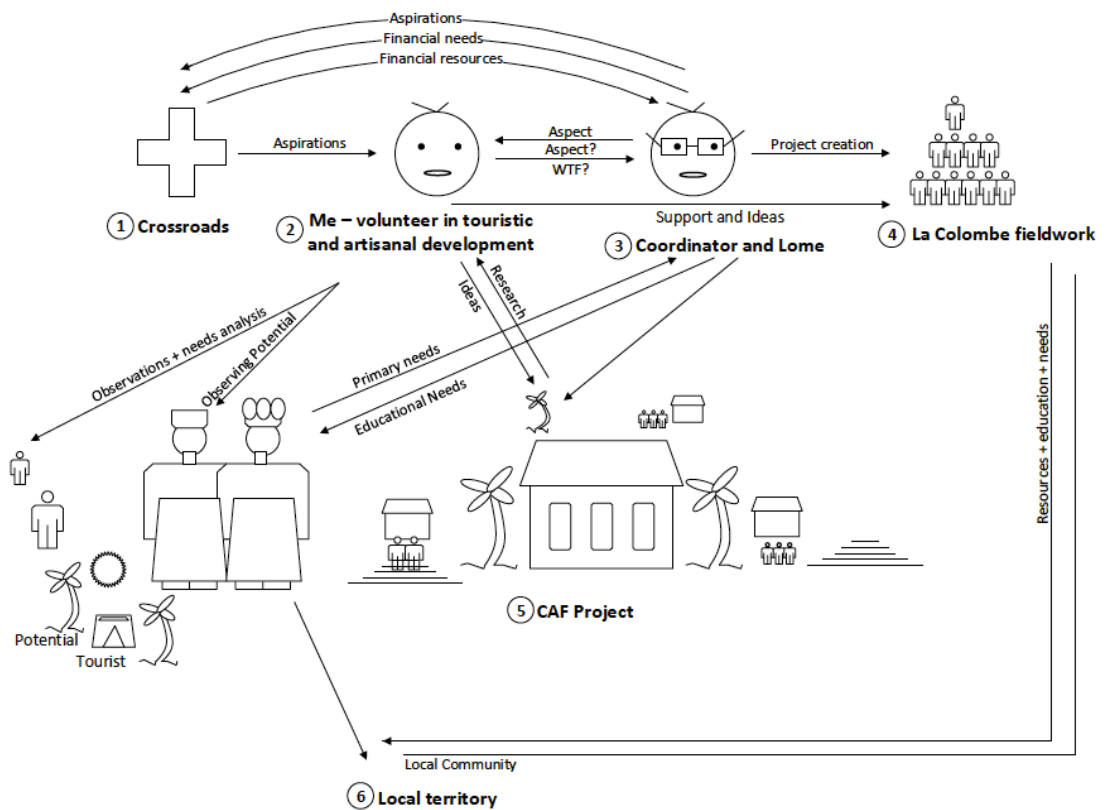 Aspirations
Financial needs
Financial resources
Aspirations
Aspect
Aspect?
WTF?
Project creation
Support and Ideas
1 Crossroads
2 Me – volunteer in touristic
and artisanal development
3 Coordinator and Lome
4 La Colombe fieldwork
Observations + needs analysis
Observing Potential
Ideas
Research
Primary needs
Educational Needs
Resources + education + needs
Potential
Tourist
5 CAF Project
Local Community
6 Local territory